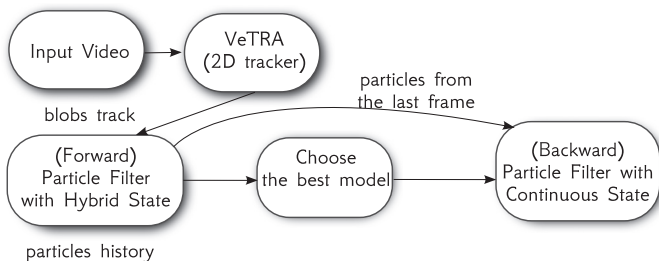 Input Video
VeTRA
(2D tracker)
particles from
the last frame
blobs track
(Forward)
Particle Filter
with Hybrid State
Choose
the best model
(Backward)
Particle Filter with
Continuous State
particles history